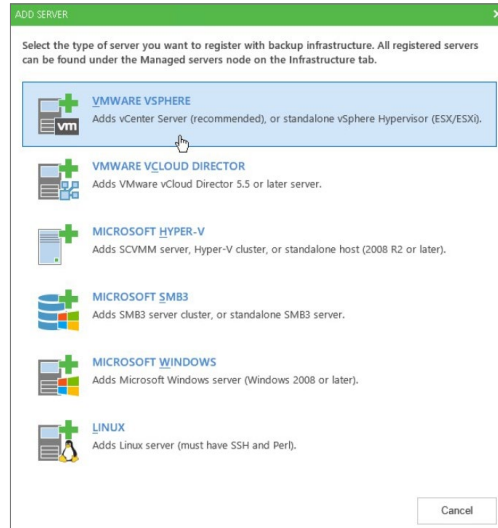 ADD SERVER
Select the type of server you want to register with backup infrastructure. All registered servers
can be found under the Managed servers node on the Infrastructure tab.
VMWARE VSPHERE
Adds vCenter Server (recommended), or standalone vSphere Hypervisor (ESX/ESXi).
vm
VMWARE VCLOUD DIRECTOR
Adds VMware vCloud Director 5.5 or later server.
MICROSOFT HYPER-V
Adds SCVMM server, Hyper-V cluster, or standalone host (2008 R2 or later).
MICROSOFT SMB3
Adds SMB3 server cluster, or standalone SMB3 server.
MICROSOFT WINDOWS
Adds Microsoft Windows server (Windows 2008 or later).
LINUX
Adds Linux server (must have SSH and Perl).
Cancel